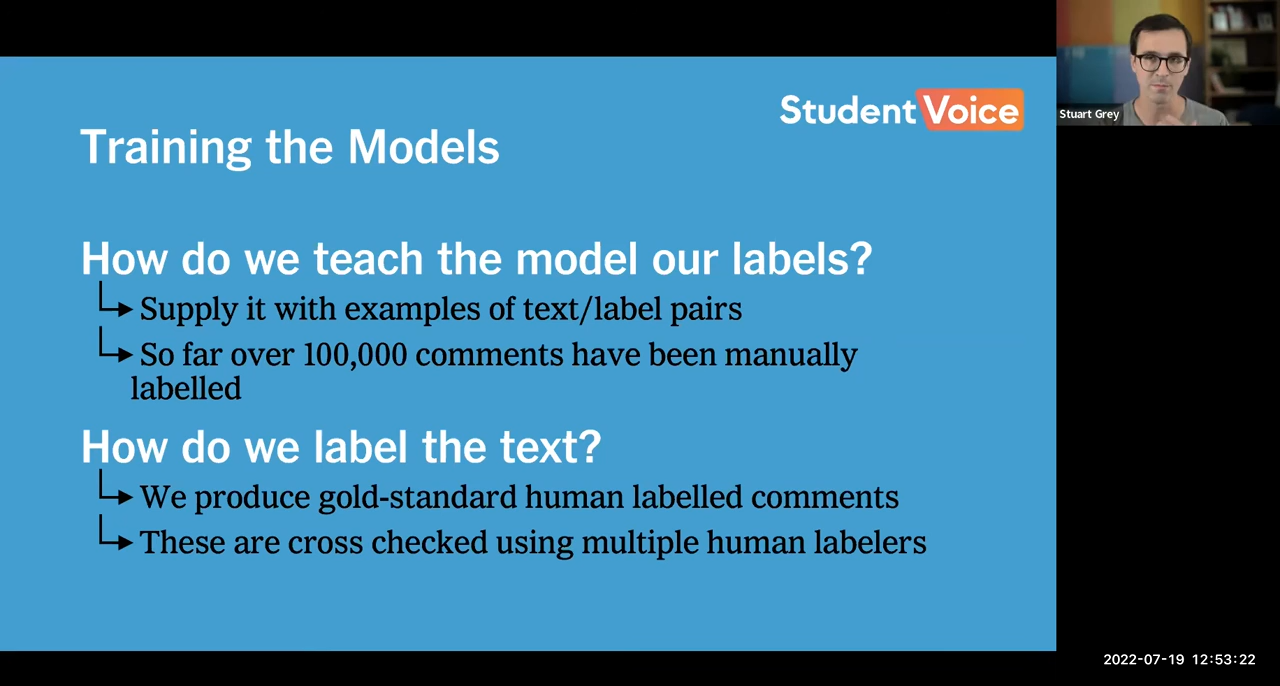 Student Voice
Stuart Grey
Training the Models
How do we teach the model our labels?
Supply it with examples of text/label pairs
So far over 100,000 comments have been manually
labelled
How do we label the text?
We produce gold-standard human labelled comments
These are cross checked using multiple human labelers
2022-07-19 12:53:22